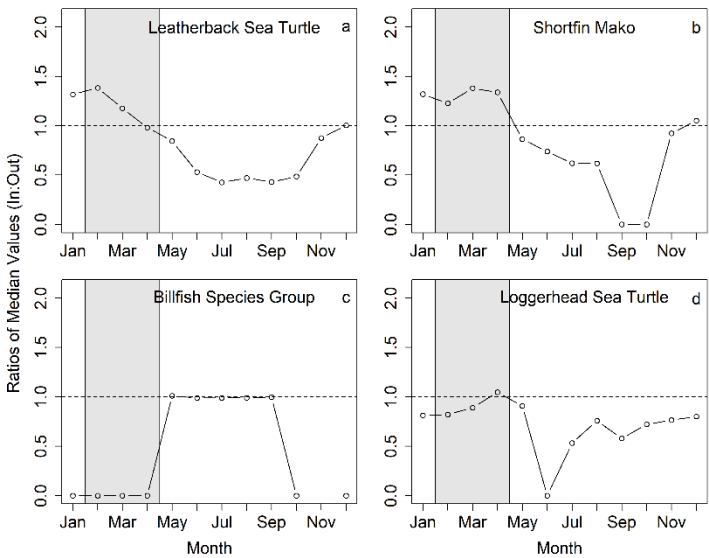 Ratios of Median Values (In:Out)
Leatherback Sea Turtle a
2.0
1.5
1.0
0.5
0.0
Jan Mar May Jul Sep Nov
Shortfin Mako b
2.0
1.5
1.0
0.5
0.0
Jan Mar May Jul Sep Nov
Billfish Species Group c
2.0
1.5
1.0
0.5
0.0
Jan Mar May Jul Sep Nov
Month
Loggerhead Sea Turtle d
2.0
1.5
1.0
0.5
0.0
Jan Mar May Jul Sep Nov
Month